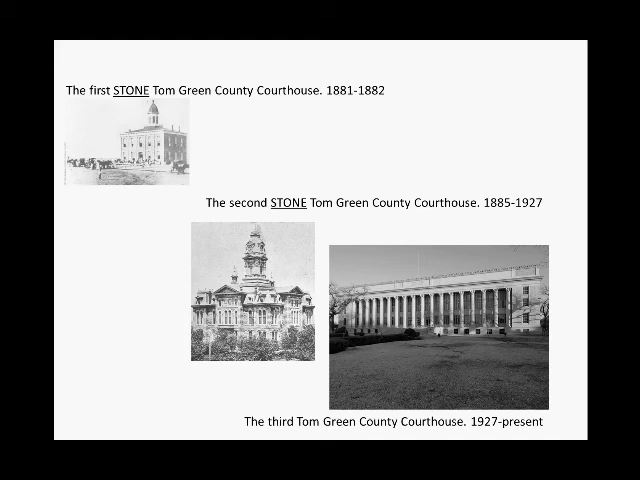 The first STONE Tom Green County Courthouse. 1881-1882
The second STONE Tom Green County Courthouse. 1885-1927
The third Tom Green County Courthouse. 1927-present